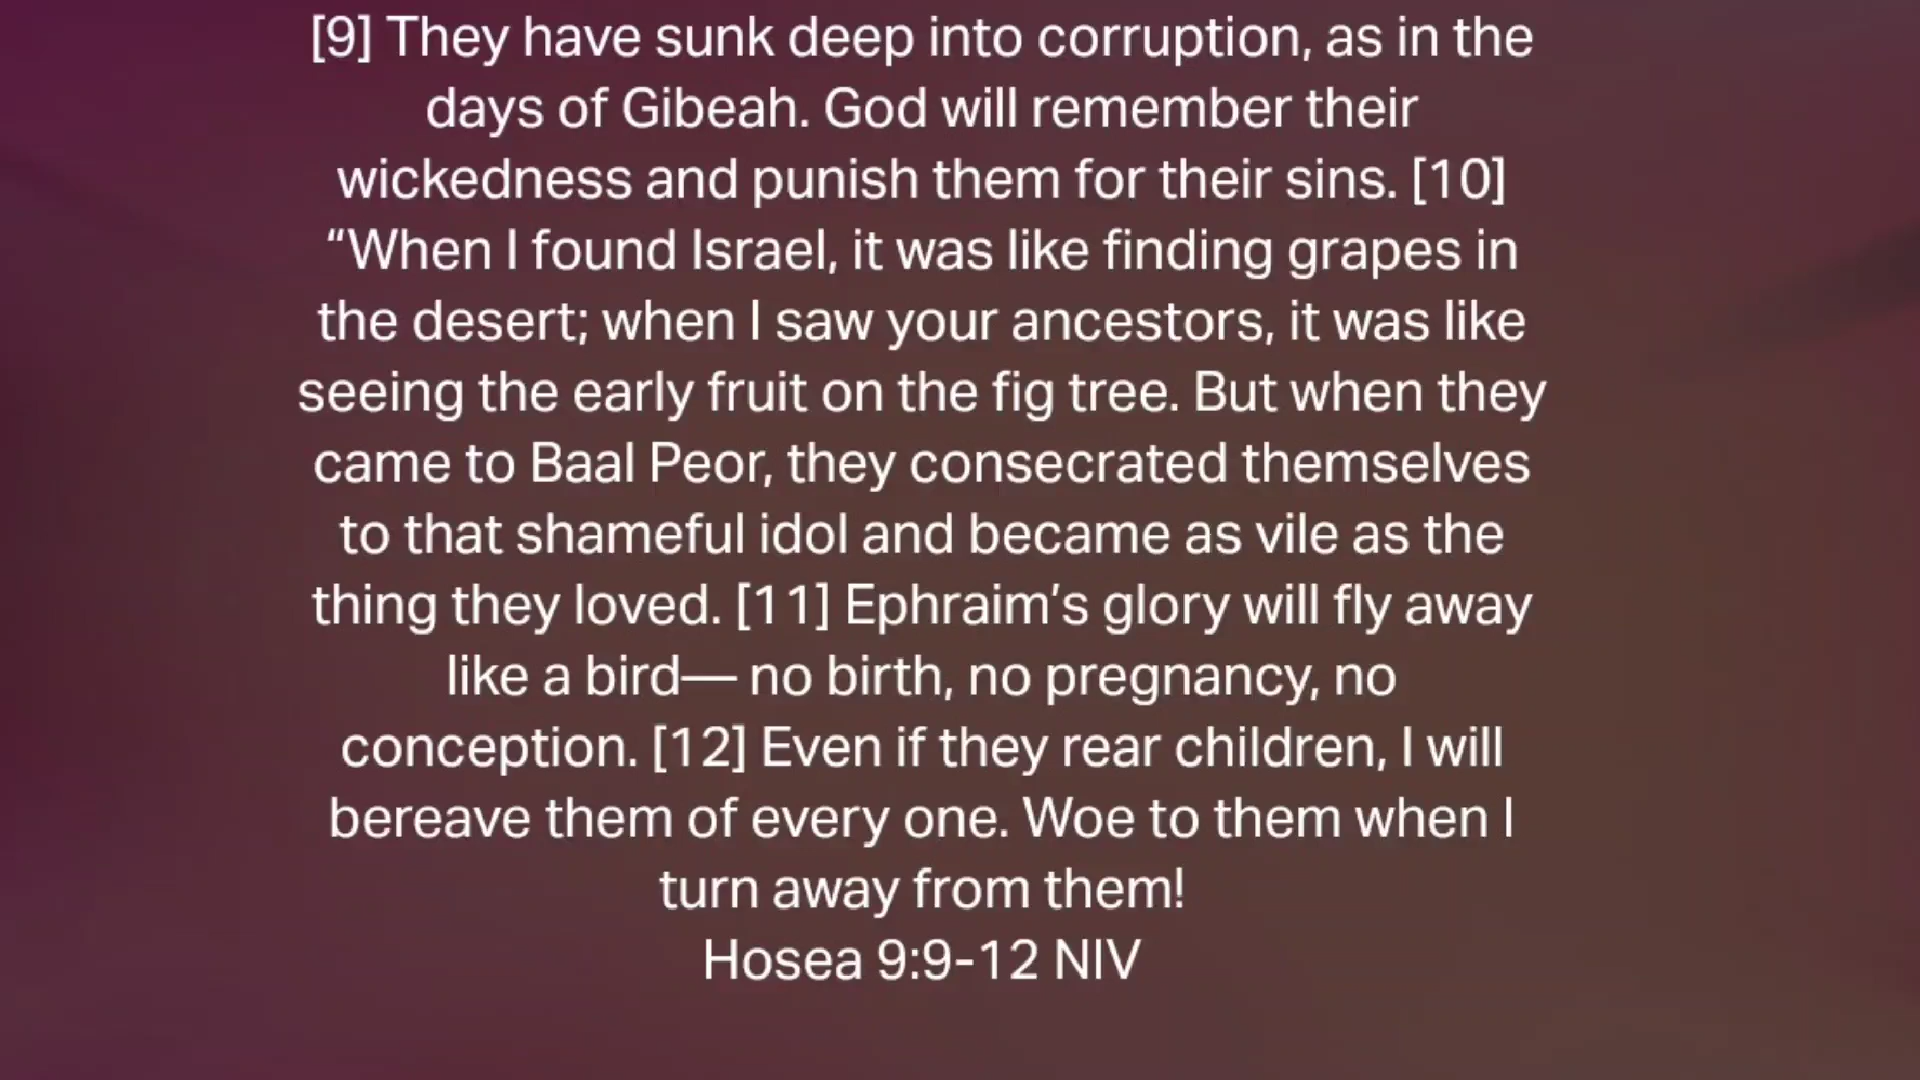 [9] They have sunk deep into corruption, as in the
days of Gibeah. God will remember their
wickedness and punish them for their sins. [10]
“When I found Israel, it was like finding grapes in
the desert; when I saw your ancestors, it was like
seeing the early fruit on the fig tree. But when they
came to Baal Peor, they consecrated themselves
to that shameful idol and became as vile as the
thing they loved. [11] Ephraim’s glory will fly away
like a bird— no birth, no pregnancy, no
conception. [12] Even if they rear children, I will
bereave them of every one. Woe to them when I
turn away from them!
Hosea 9:9-12 NIV